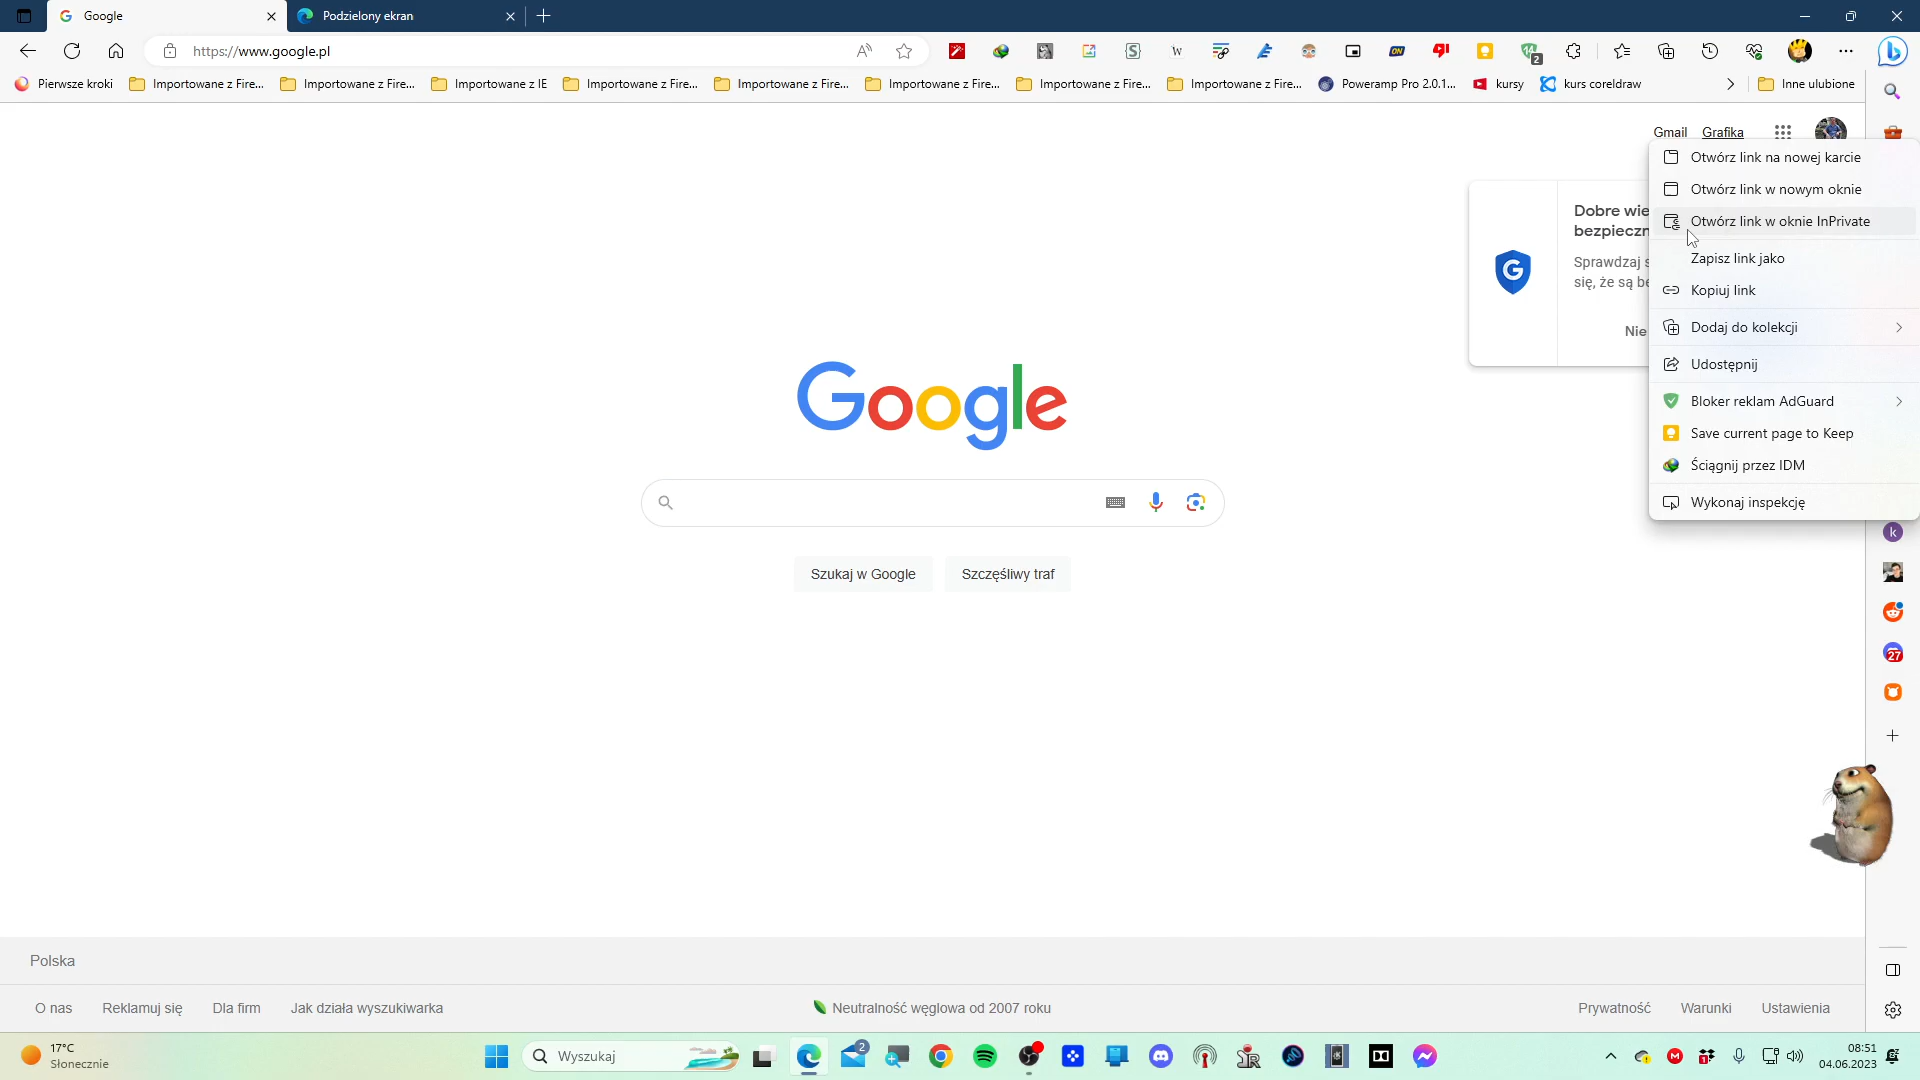 Google
Podzielony ekran
https://www.google.pl
2
Pierwsze kroki
Importowane z Fire...
Importowane z Fire...
Importowane z IE
Importowane z Fire...
Importowane z Fire...
Importowane z Fire...
Importowane z Fire...
Importowane z Fire...
Poweramp Pro 2.0.1...
kursy
kurs coreldraw
Inne ulubione
Gmail
Grafika
Otwórz link na nowej karcie
Otwórz link w nowym oknie
Otwórz link w oknie InPrivate
Zapisz link jako
Kopiuj link
Dodaj do kolekcji
Udostępnij
Bloker reklam AdGuard
Save current page to Keep
Ściągnij przez IDM
Wykonaj inspekcję
Dobre wie
bezpieczn
Sprawdzaj s
się, że są be
Nie
Google
Szukaj w Google
Szczęśliwy traf
k
27
Polska
O nas
Reklamuj się
Dla firm
Jak działa wyszukiwarka
Neutralność węglowa od 2007 roku
Prywatność
Warunki
Ustawienia
17°C
Słonecznie
Wyszukaj
2
08:51
04.06.2023